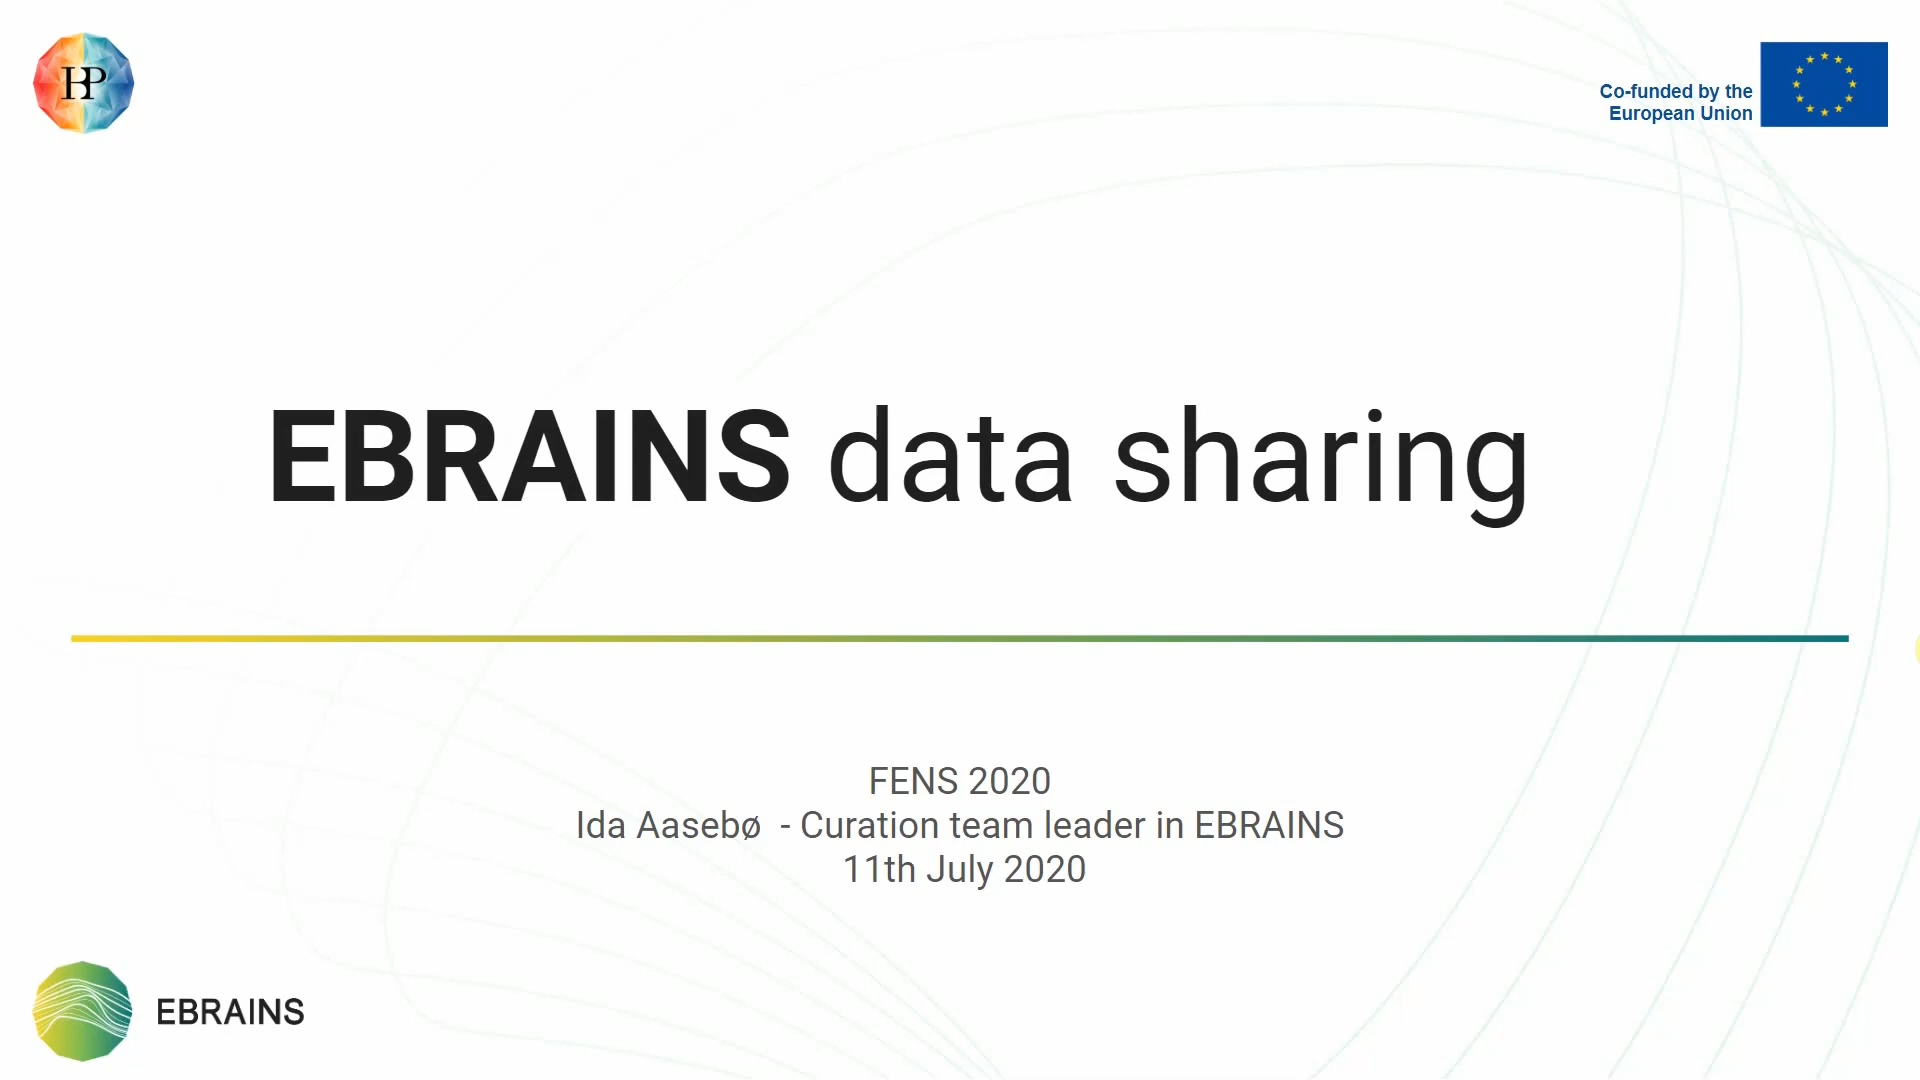 HBP
Co-funded by the
European Union
EBRAINS data sharing
FENS 2020
Ida Aasebø - Curation team leader in EBRAINS
11th July 2020
EBRAINS